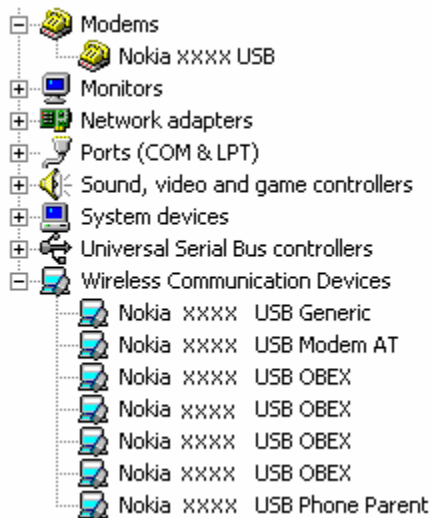 Modems
Nokia xxxx USB
Monitors
Network adapters
Ports (COM & LPT)
Sound, video and game controllers
System devices
Universal Serial Bus controllers
Wireless Communication Devices
Nokia xxxx USB Generic
Nokia xxxx USB Modem AT
Nokia xxxx USB OBEX
Nokia xxxx USB OBEX
Nokia xxxx USB OBEX
Nokia xxxx USB OBEX
Nokia xxxx USB Phone Parent